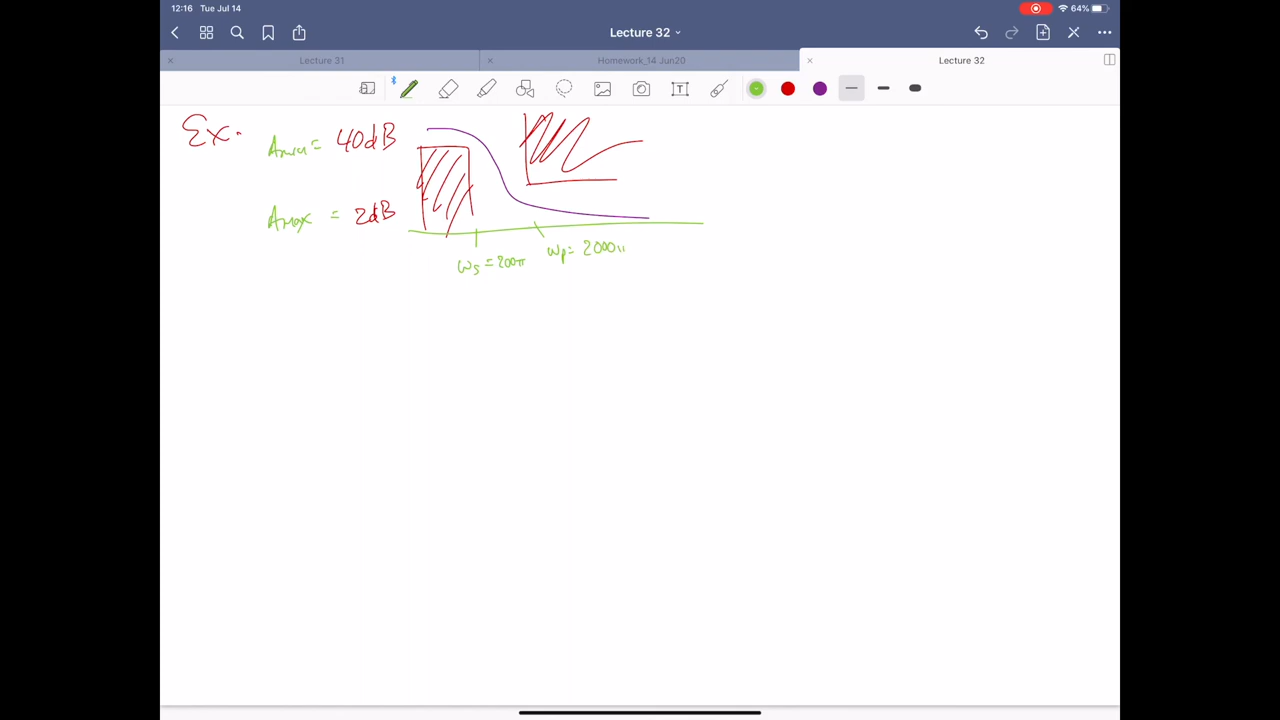 12:16 Tue Jul 14
64%
Lecture 32
Lecture 31
Homework_14 Jun20
Lecture 32
Ex.
Amin = 40dB
Amax = 2dB
ωs = 200π
ωp = 2000π